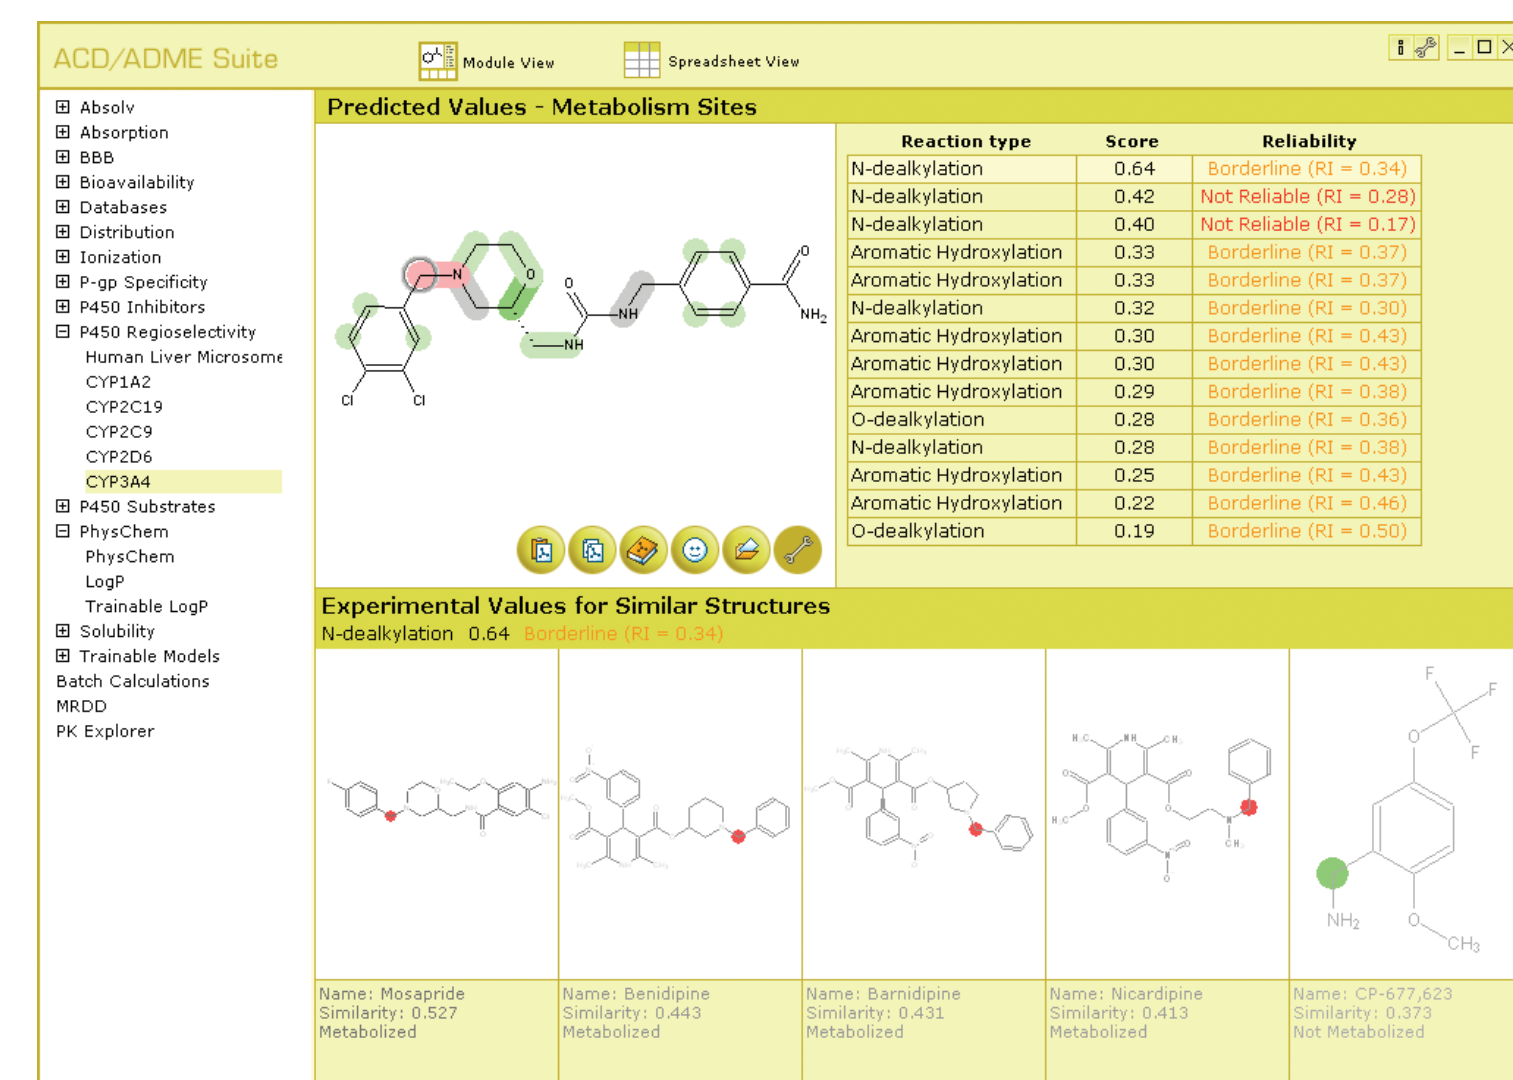 ACD/ADME Suite
Module View
Spreadsheet View
Absolv
Absorption
BBB
Bioavailability
Databases
Distribution
Ionization
P-gp Specificity
P450 Inhibitors
P450 Regioselectivity
Human Liver Microsome
CYP1A2
CYP2C19
CYP2C9
CYP2D6
CYP3A4
P450 Substrates
PhysChem
PhysChem
LogP
Trainable LogP
Solubility
Trainable Models
Batch Calculations
MRDD
PK Explorer
Predicted Values - Metabolism Sites
N
O
O
O
NH
NH
NH2
Cl
Cl
Reaction type Score Reliability
N-dealkylation 0.64 Borderline (RI = 0.34)
N-dealkylation 0.42 Not Reliable (RI = 0.28)
N-dealkylation 0.40 Not Reliable (RI = 0.17)
Aromatic Hydroxylation 0.33 Borderline (RI = 0.37)
Aromatic Hydroxylation 0.33 Borderline (RI = 0.37)
N-dealkylation 0.32 Borderline (RI = 0.30)
Aromatic Hydroxylation 0.30 Borderline (RI = 0.43)
Aromatic Hydroxylation 0.30 Borderline (RI = 0.43)
Aromatic Hydroxylation 0.29 Borderline (RI = 0.38)
O-dealkylation 0.28 Borderline (RI = 0.36)
N-dealkylation 0.28 Borderline (RI = 0.38)
Aromatic Hydroxylation 0.25 Borderline (RI = 0.43)
Aromatic Hydroxylation 0.22 Borderline (RI = 0.46)
O-dealkylation 0.19 Borderline (RI = 0.50)
Experimental Values for Similar Structures
N-dealkylation 0.64 Borderline (RI = 0.34)
F
F
F
O
NH2
O
CH3
Name: Mosapride
Similarity: 0.527
Metabolized
Name: Benidipine
Similarity: 0.443
Metabolized
Name: Barnidipine
Similarity: 0.431
Metabolized
Name: Nicardipine
Similarity: 0.413
Metabolized
Name: CP-677,623
Similarity: 0.373
Not Metabolized